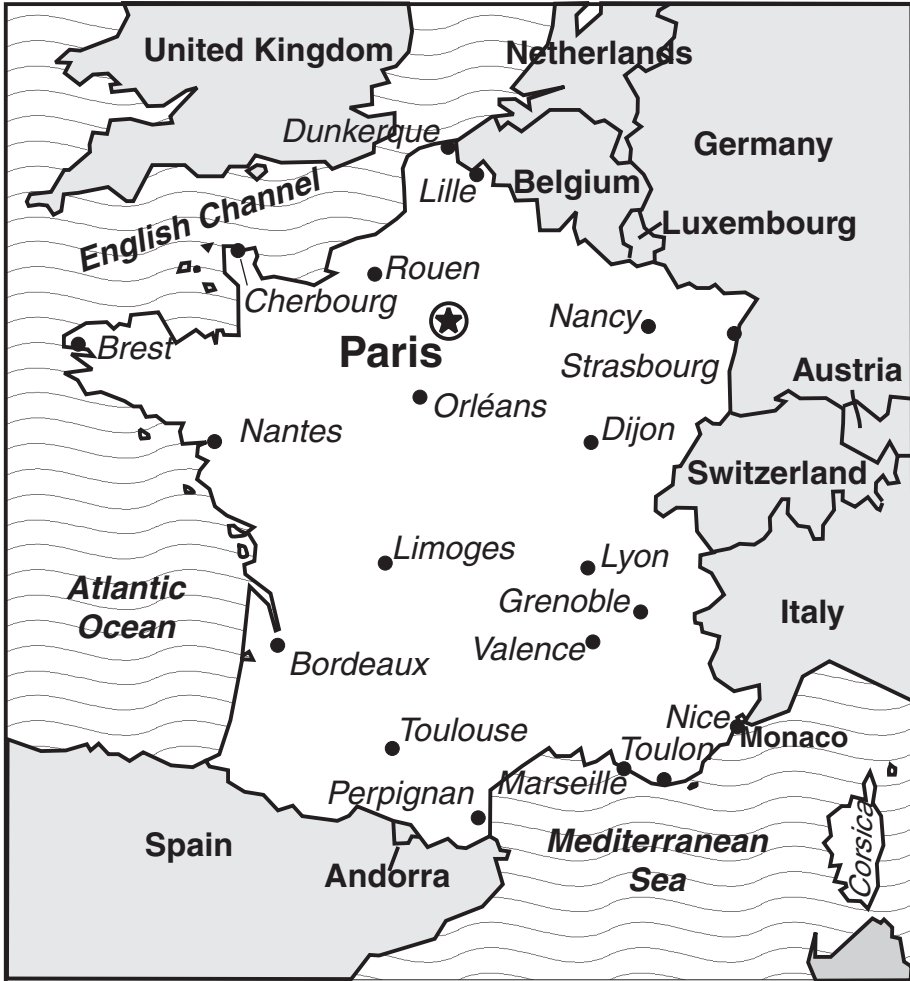 United Kingdom
Netherlands
Dunkerque
Germany
Lille
Belgium
English Channel
Luxembourg
Rouen
Cherbourg
Nancy
Paris
Brest
Strasbourg
Austria
Orléans
Nantes
Dijon
Switzerland
Limoges
Lyon
Atlantic
Ocean
Grenoble
Italy
Valence
Bordeaux
Nice
Toulouse
Monaco
Toulon
Marseille
Perpignan
Spain
Mediterranean
Sea
Corsica
Andorra